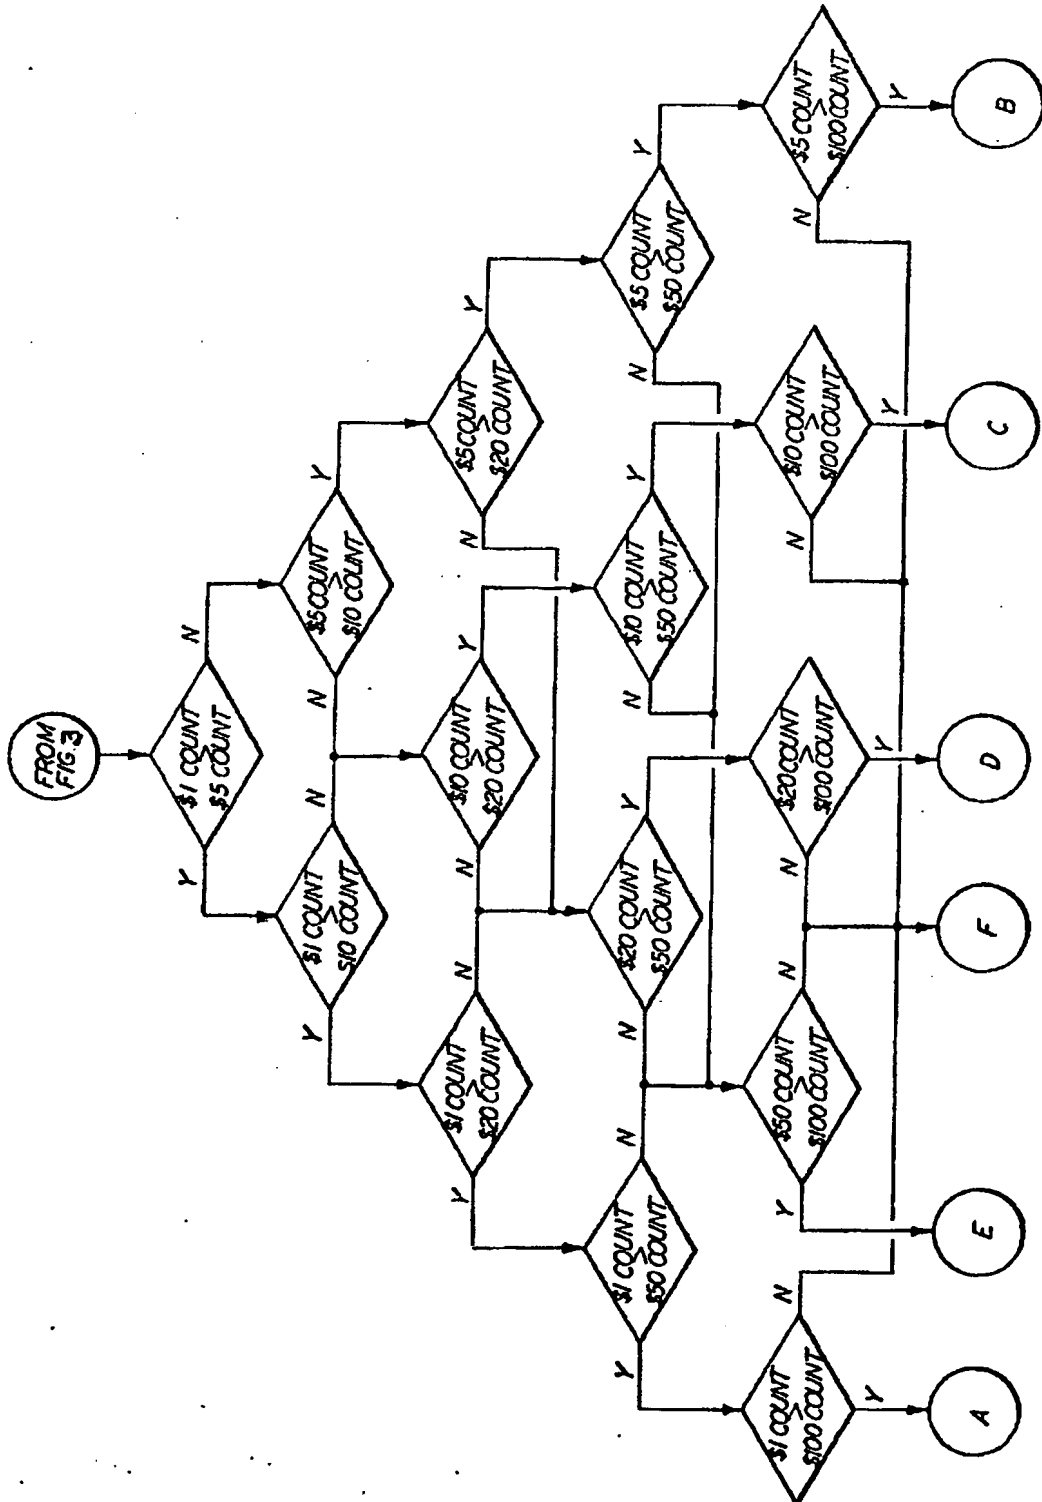 FROM
FIG. 3
$1 COUNT
>
$5 COUNT
Y
N
$1 COUNT
>
$10 COUNT
Y
N
$5 COUNT
>
$10 COUNT
N
Y
$1 COUNT
>
$20 COUNT
Y
N
$10 COUNT
>
$20 COUNT
N
Y
$5 COUNT
>
$20 COUNT
N
Y
$1 COUNT
>
$50 COUNT
Y
N
$20 COUNT
>
$50 COUNT
N
Y
$10 COUNT
>
$50 COUNT
N
Y
$5 COUNT
>
$50 COUNT
N
Y
$1 COUNT
>
$100 COUNT
Y
N
$50 COUNT
>
$100 COUNT
Y
N
$20 COUNT
>
$100 COUNT
N
Y
$10 COUNT
>
$100 COUNT
N
Y
$5 COUNT
>
$100 COUNT
N
Y
A
E
F
D
C
B